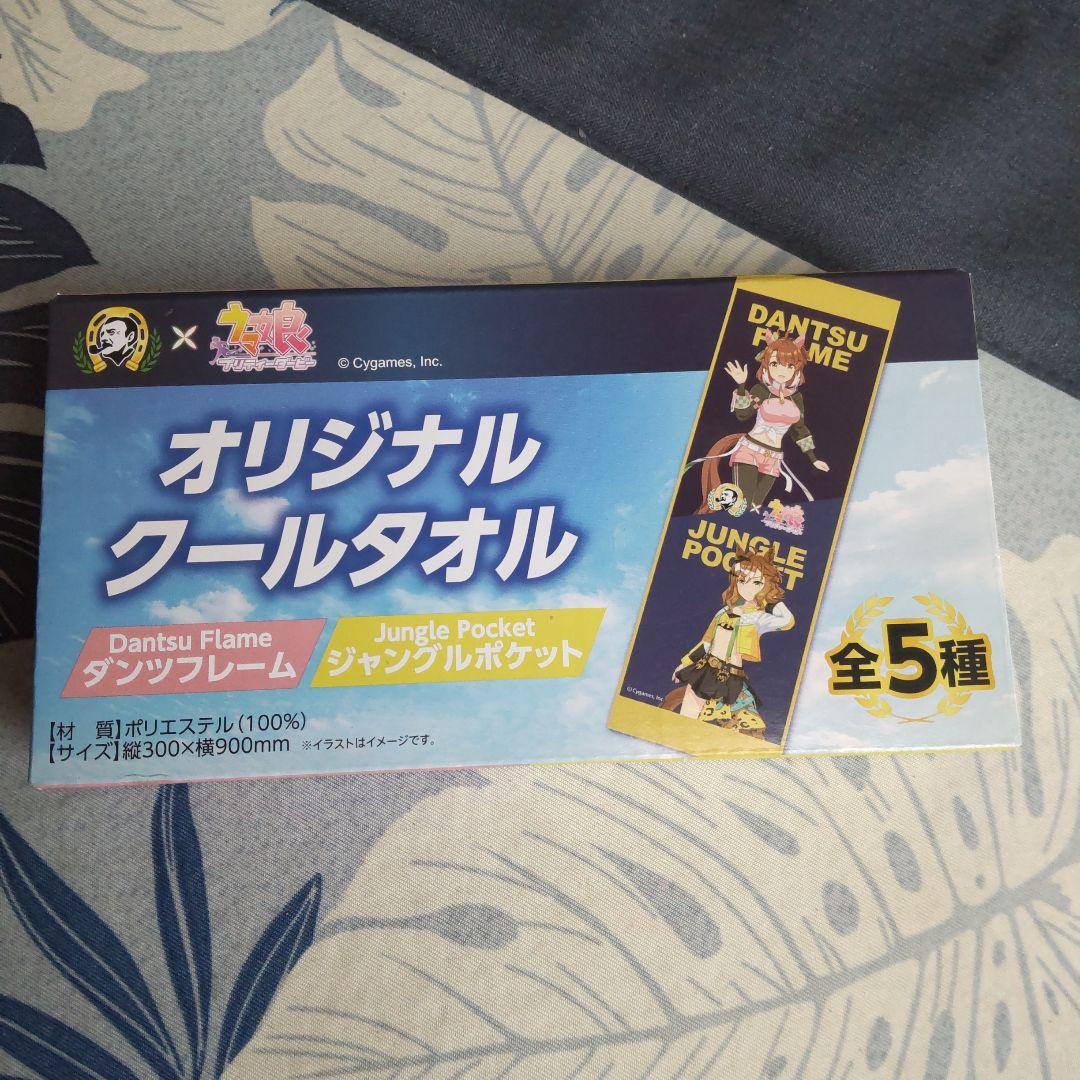 ×
ウマ娘
プリティーダービー
© Cygames, Inc.
オリジナル
クールタオル
Dantsu Flame
ダンツフレーム
Jungle Pocket
ジャングルポケット
【材　質】ポリエステル(100%)
【サイズ】縦300×横900mm ※イラストはイメージです。
DANTSU
FLAME
×
ウマ娘
JUNGLE
POCKET
©Cygames, Inc.
全5種